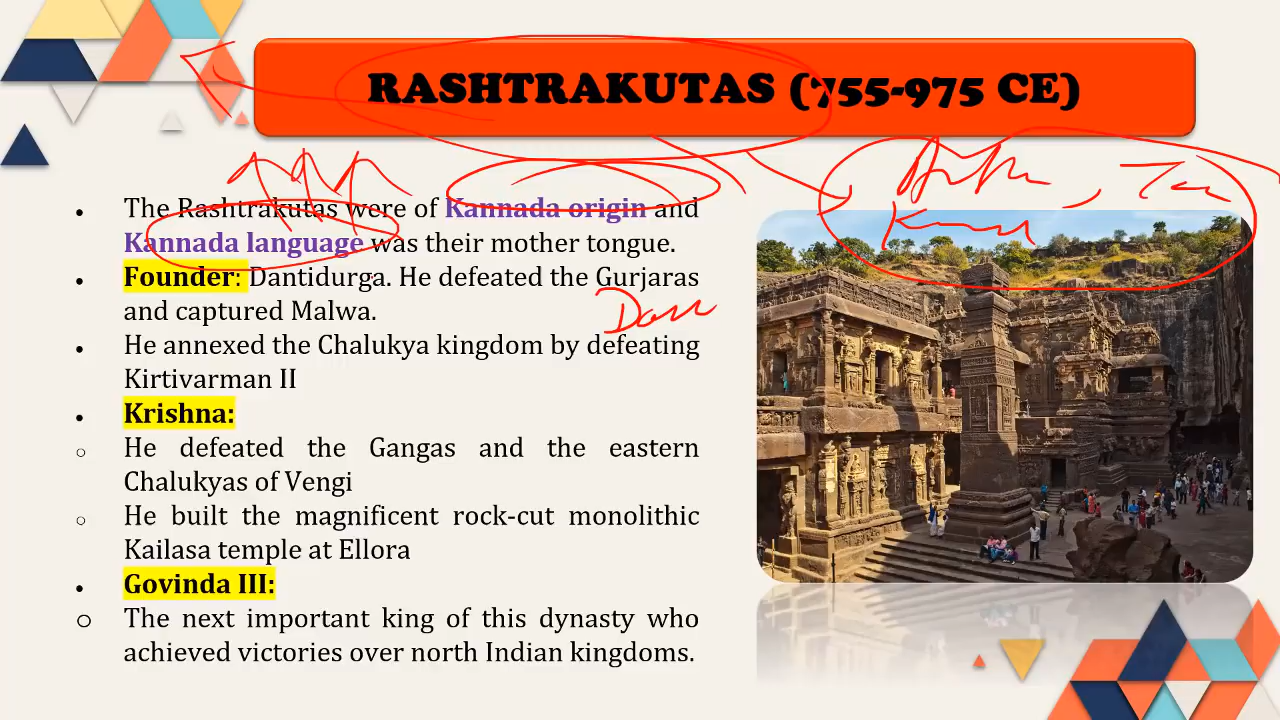 RASHTRAKUTAS (755-975 CE)
• The Rashtrakutas were of Kannada origin and
Kannada language was their mother tongue.
• Founder: Dantidurga. He defeated the Gurjaras
and captured Malwa.
• He annexed the Chalukya kingdom by defeating
Kirtivarman II
• Krishna:
○ He defeated the Gangas and the eastern
Chalukyas of Vengi
○ He built the magnificent rock-cut monolithic
Kailasa temple at Ellora
• Govinda III:
○ The next important king of this dynasty who
achieved victories over north Indian kingdoms.